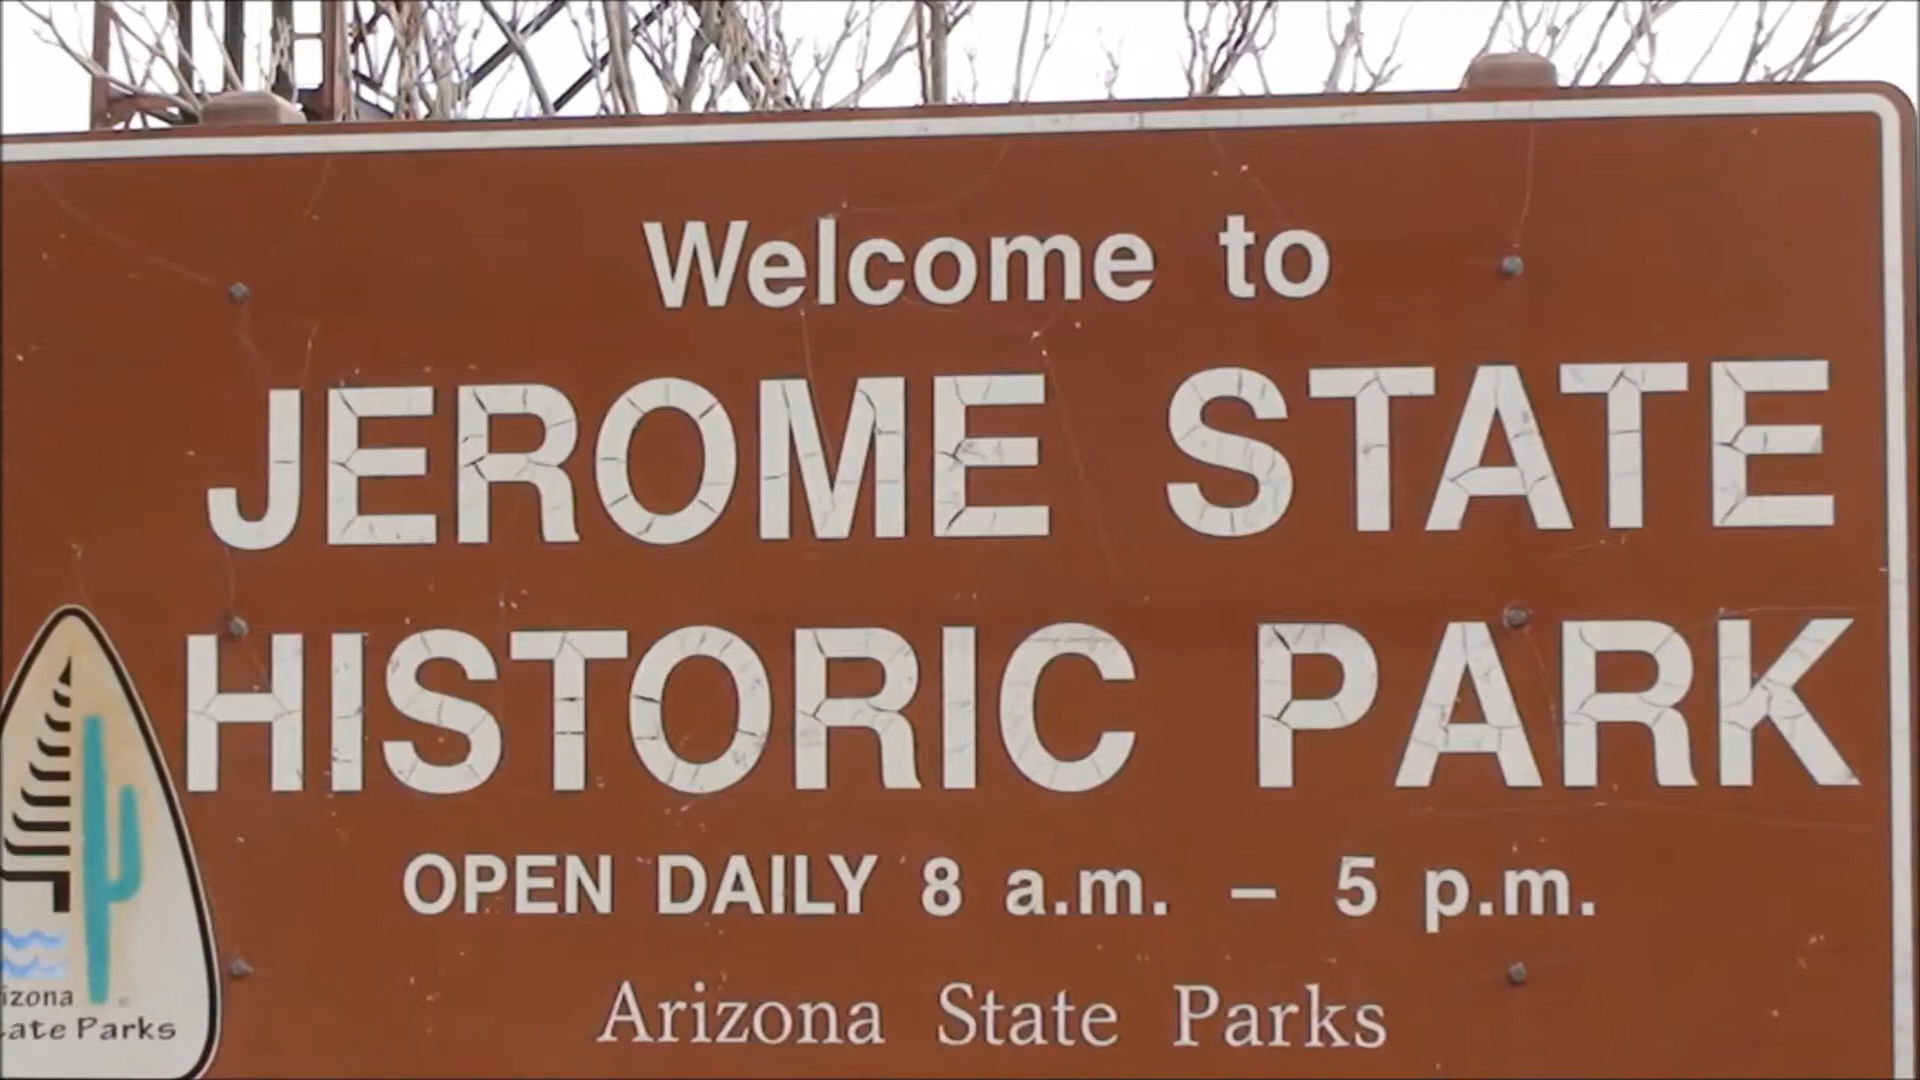 Welcome to
JEROME STATE
HISTORIC PARK
OPEN DAILY 8 a.m. – 5 p.m.
Arizona State Parks
izona
ate Parks